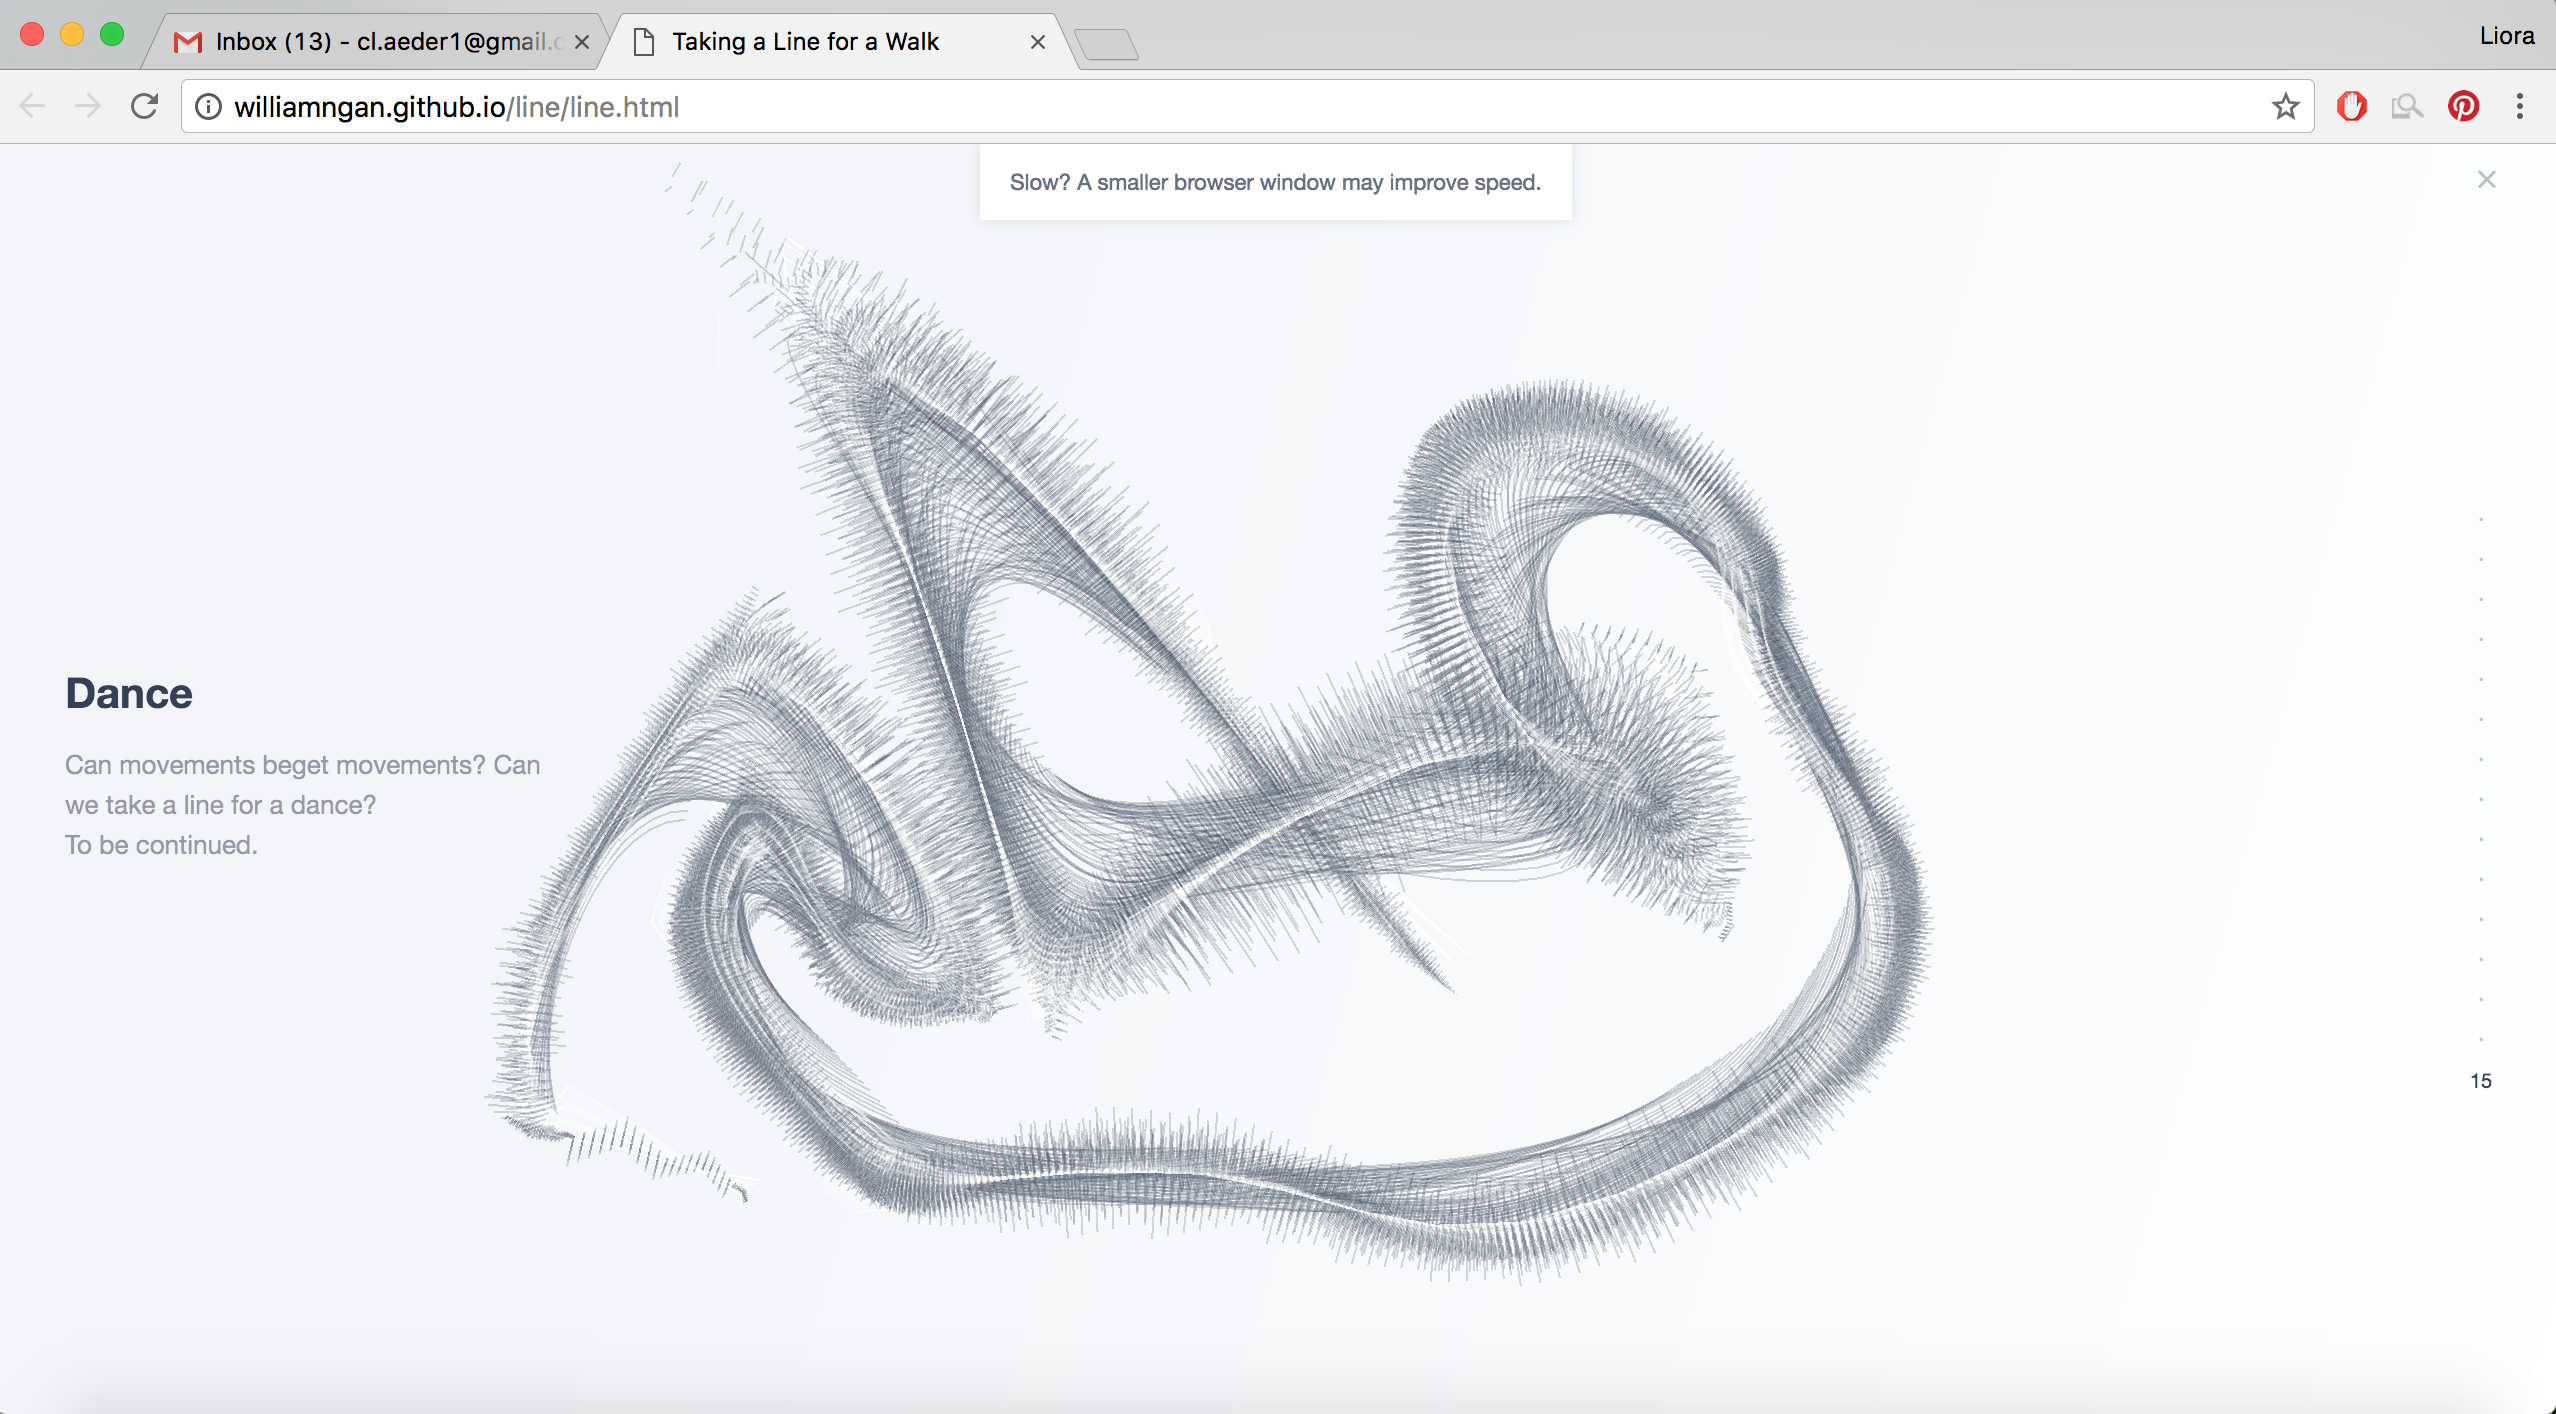 Inbox (13) - cl.aeder1@gmail.c
Taking a Line for a Walk
Liora
williamngan.github.io/line/line.html
Slow? A smaller browser window may improve speed.
Dance
Can movements beget movements? Can
we take a line for a dance?
To be continued.
15